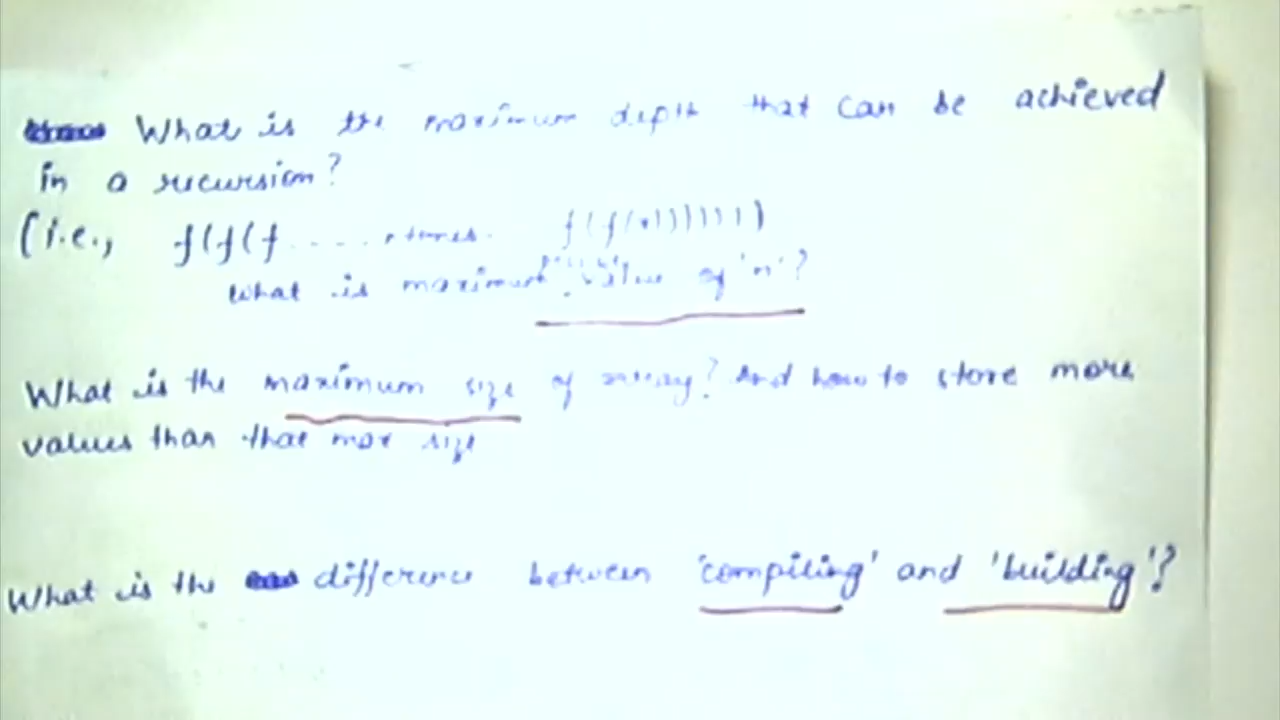 What is the maximum depth that can be achieved
in a recursion?
(i.e., f(f(f ..... n times. f(f(x))))))
What is maximum value of 'n'?
What is the maximum size of array? And how to store more
values than that max size
What is the difference between 'compiling' and 'building'?